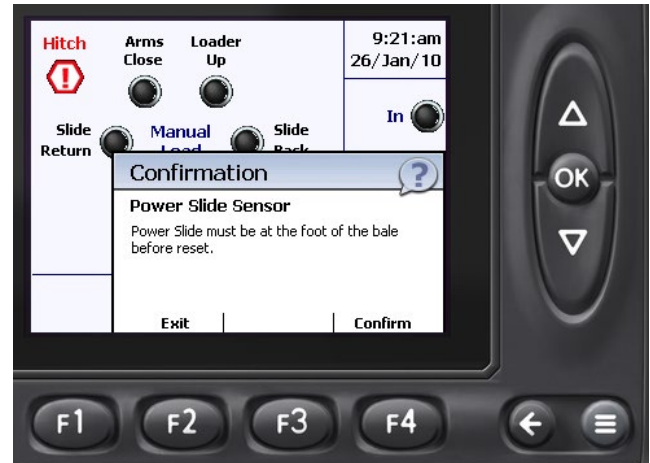 Hitch
Arms Close
Loader Up
9:21:am
26/Jan/10
In
Slide Return
Manual
Slide
Confirmation
?
Power Slide Sensor
Power Slide must be at the foot of the bale
before reset.
Exit
Confirm
OK
F1
F2
F3
F4